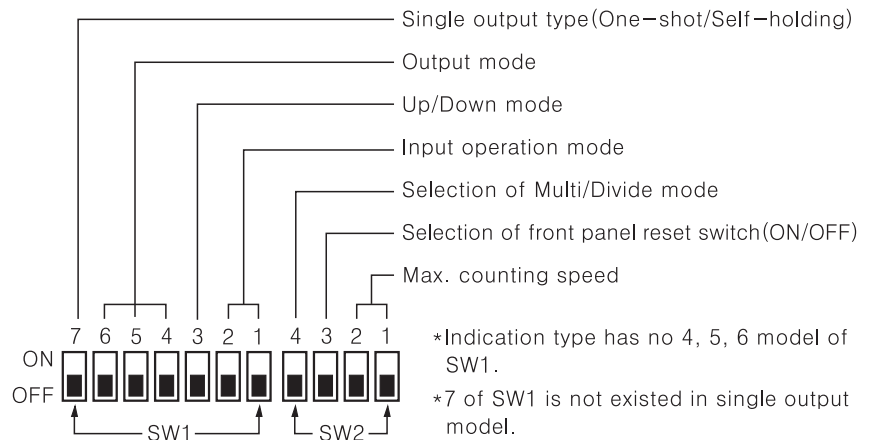 Single output type(One-shot/Self-holding)
Output mode
Up/Down mode
Input operation mode
Selection of Multi/Divide mode
Selection of front panel reset switch(ON/OFF)
Max. counting speed
7 6 5 4 3 2 1 4 3 2 1
ON
OFF
SW1 SW2
*Indication type has no 4, 5, 6 model of
SW1.
*7 of SW1 is not existed in single output
model.